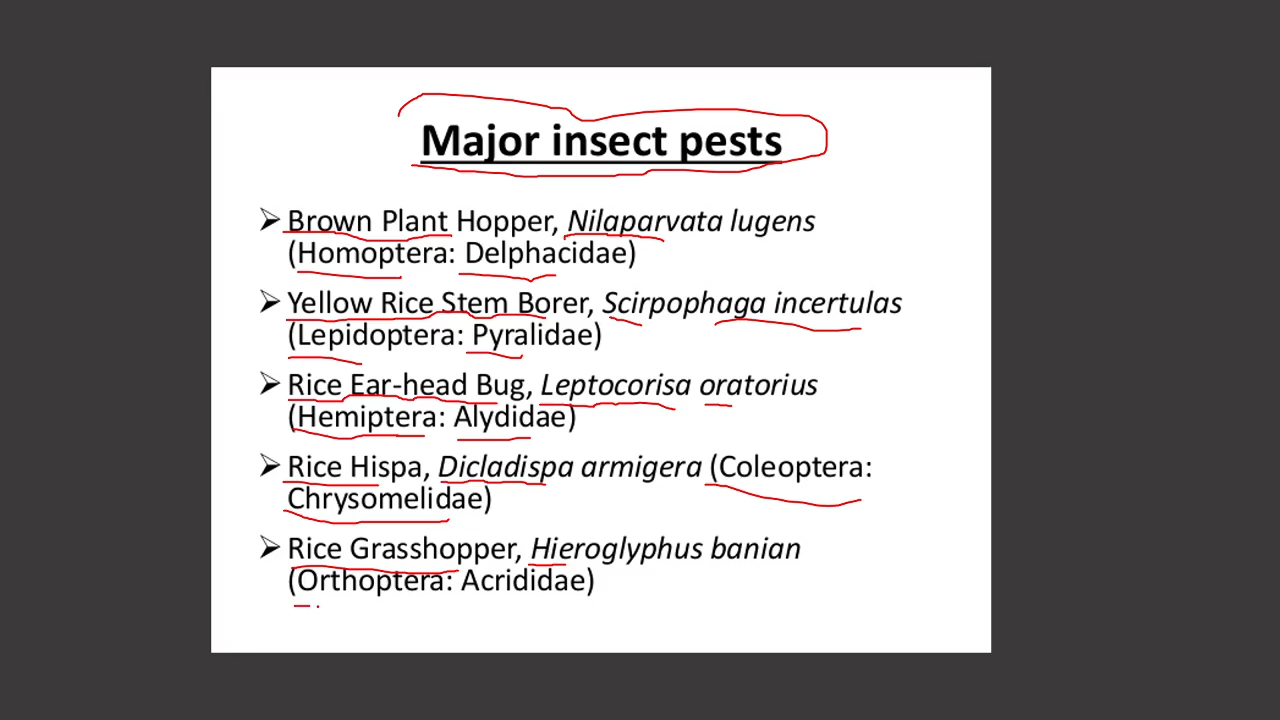 Major insect pests
➢ Brown Plant Hopper, Nilaparvata lugens
(Homoptera: Delphacidae)
➢ Yellow Rice Stem Borer, Scirpophaga incertulas
(Lepidoptera: Pyralidae)
➢ Rice Ear-head Bug, Leptocorisa oratorius
(Hemiptera: Alydidae)
➢ Rice Hispa, Dicladispa armigera (Coleoptera:
Chrysomelidae)
➢ Rice Grasshopper, Hieroglyphus banian
(Orthoptera: Acrididae)